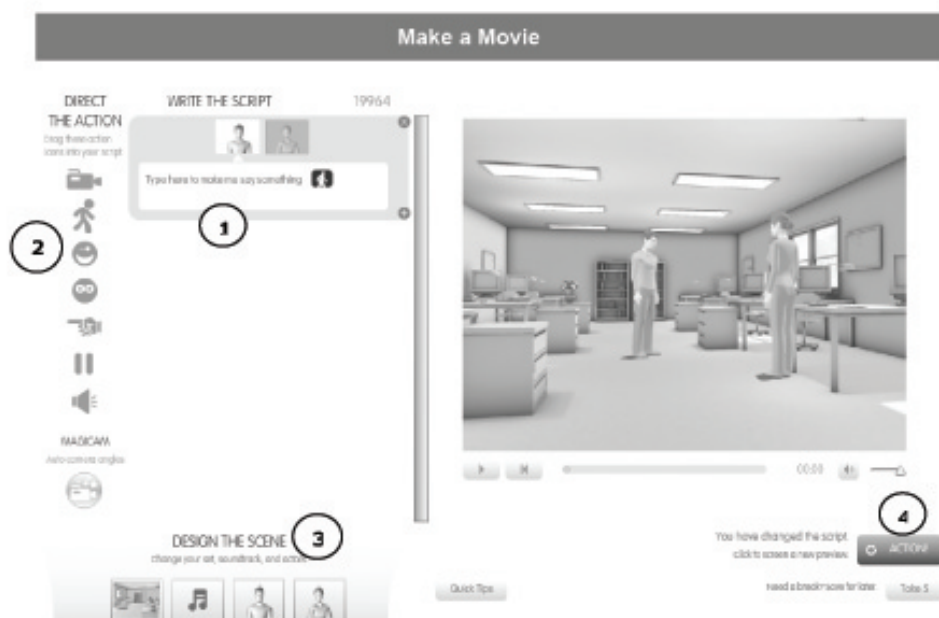 Make a Movie
DIRECT
THE ACTION
Drag these action
icons into your script
2
MAGICAM
Auto camera angles
WRITE THE SCRIPT 19964
Type here to make me say something
1
DESIGN THE SCENE 3
change your set, soundtrack, and actors
00:00
4
You have changed the script
click to screen a new preview.
ACTION!
Quick Tips
Need a break? save for later.
Take 5